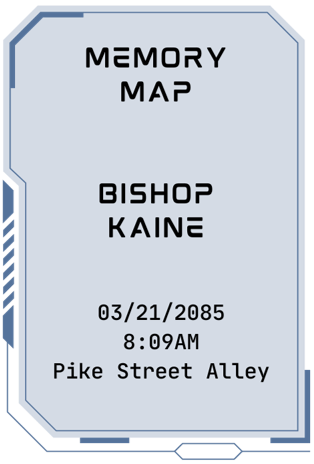 MEMORY
MAP
BISHOP
KAINE
03/21/2085
8:09AM
Pike Street Alley